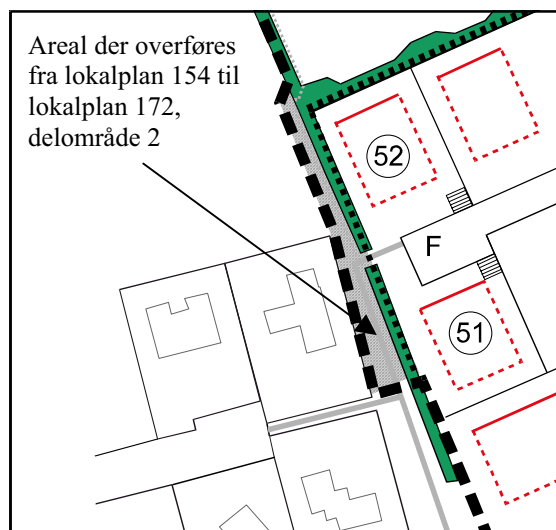 Areal der overføres
fra lokalplan 154 til
lokalplan 172,
delområde 2
52
F
51